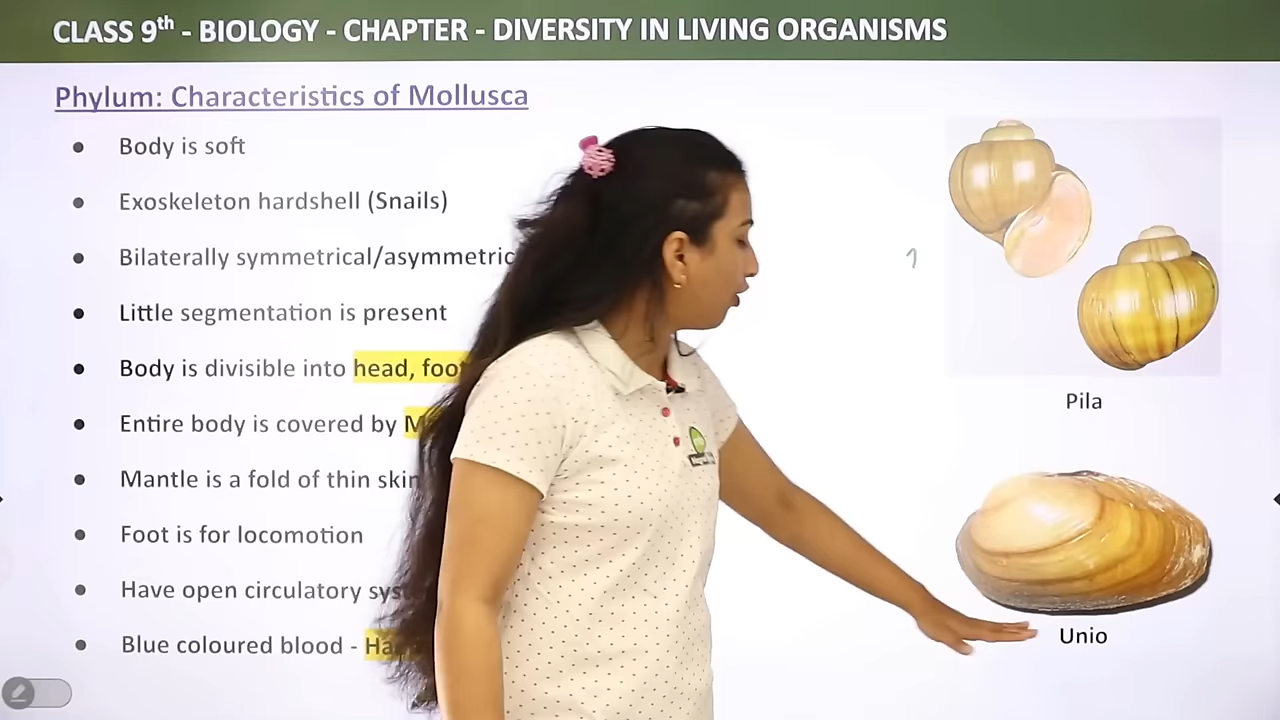 CLASS 9th - BIOLOGY - CHAPTER - DIVERSITY IN LIVING ORGANISMS
Phylum: Characteristics of Mollusca
● Body is soft
● Exoskeleton hardshell (Snails)
● Bilaterally symmetrical/asymmetric
● Little segmentation is present
● Body is divisible into head, foot
● Entire body is covered by
● Mantle is a fold of thin skin
● Foot is for locomotion
● Have open circulatory
● Blue coloured blood -
Pila
Unio